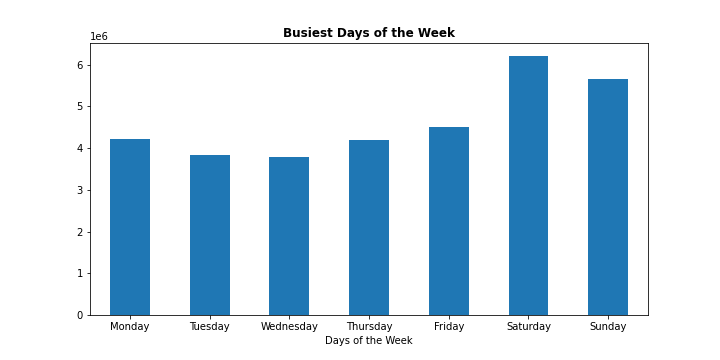 Busiest Days of the Week
1e6
6
5
4
3
2
1
0
Monday Tuesday Wednesday Thursday Friday Saturday Sunday
Days of the Week